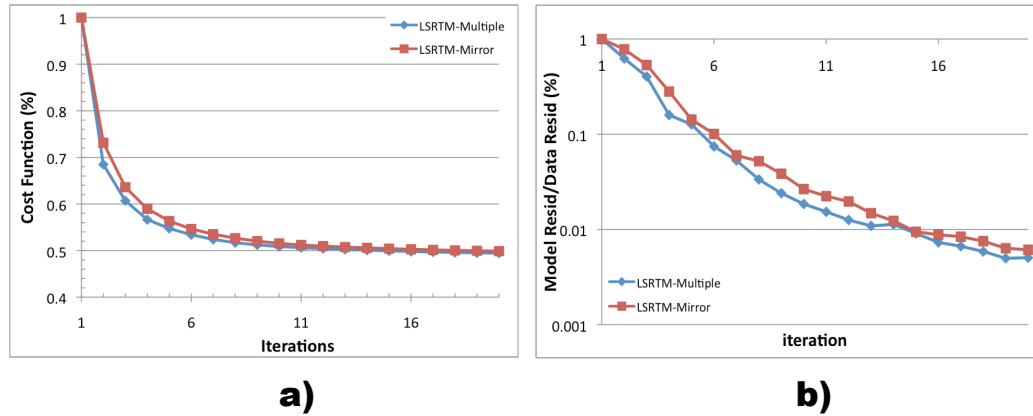 1
0.9
0.8
0.7
0.6
0.5
0.4
1 6 11 16
Cost Function (%)
Iterations
LSRTM-Multiple
LSRTM-Mirror
a)
1
0.1
0.01
0.001
1 6 11 16
Model Resid/Data Resid (%)
LSRTM-Multiple
LSRTM-Mirror
iteration
b)